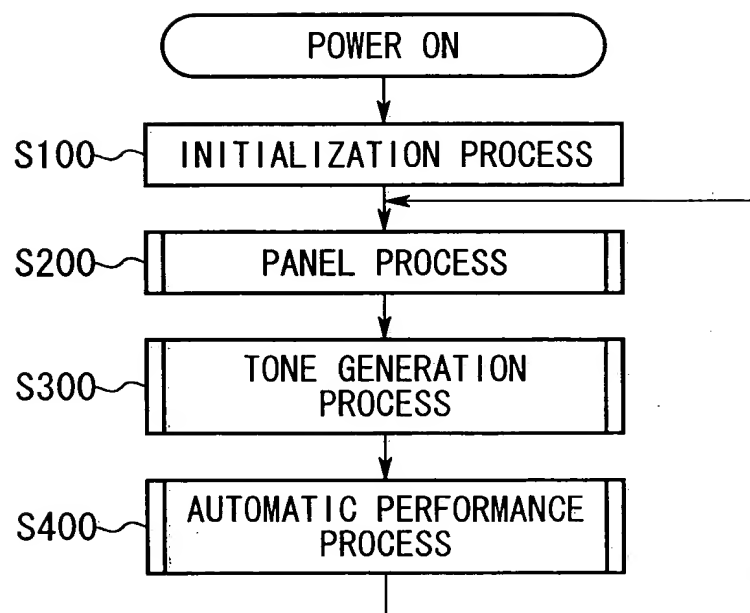 POWER ON
S100
INITIALIZATION PROCESS
S200
PANEL PROCESS
S300
TONE GENERATION
PROCESS
S400
AUTOMATIC PERFORMANCE
PROCESS